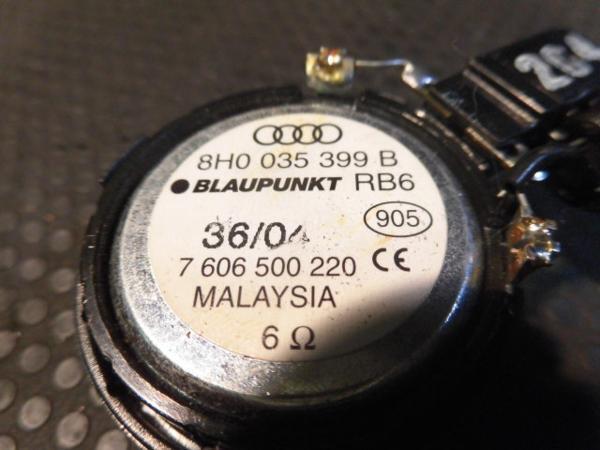 8H0 035 399 B
BLAUPUNKT RB6
905
36/04
7 606 500 220 CE
MALAYSIA
6 Ω